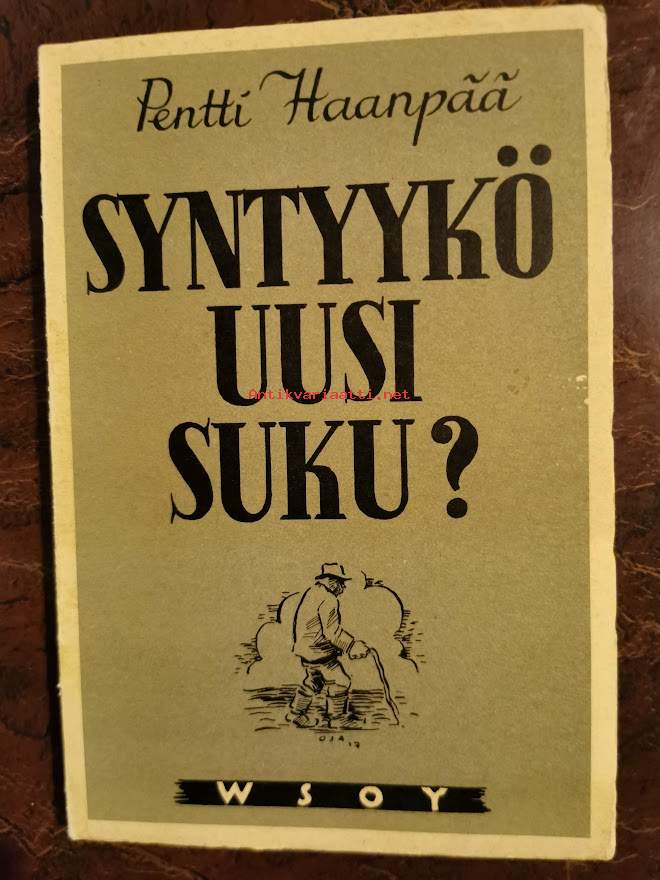 Pentti Haanpää
SYNTYYKÖ
UUSI
Antikvariaatti.net
SUKU?
WSOY